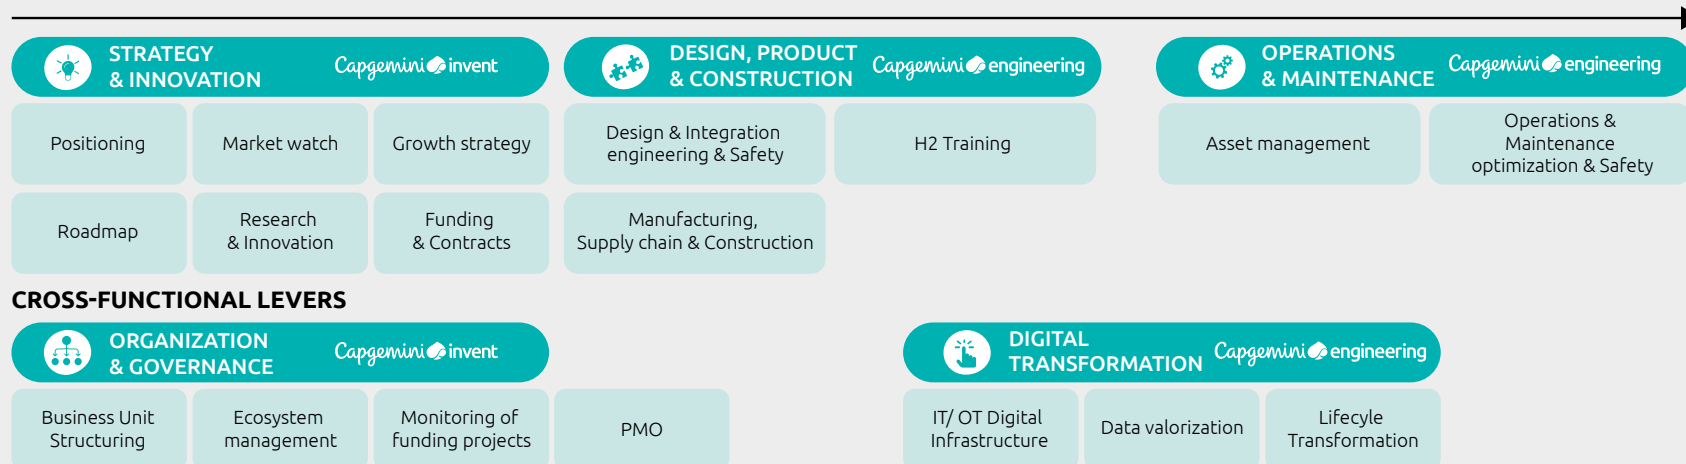 STRATEGY
& INNOVATION
Capgemini invent
DESIGN, PRODUCT
& CONSTRUCTION
Capgemini engineering
OPERATIONS
& MAINTENANCE
Capgemini engineering
Positioning
Market watch
Growth strategy
Design & Integration
engineering & Safety
H2 Training
Asset management
Operations &
Maintenance
optimization & Safety
Roadmap
Research
& Innovation
Funding
& Contracts
Manufacturing,
Supply chain & Construction
CROSS-FUNCTIONAL LEVERS
ORGANIZATION
& GOVERNANCE
Capgemini invent
DIGITAL
TRANSFORMATION
Capgemini engineering
Business Unit
Structuring
Ecosystem
management
Monitoring of
funding projects
PMO
IT/ OT Digital
Infrastructure
Data valorization
Lifecyle
Transformation